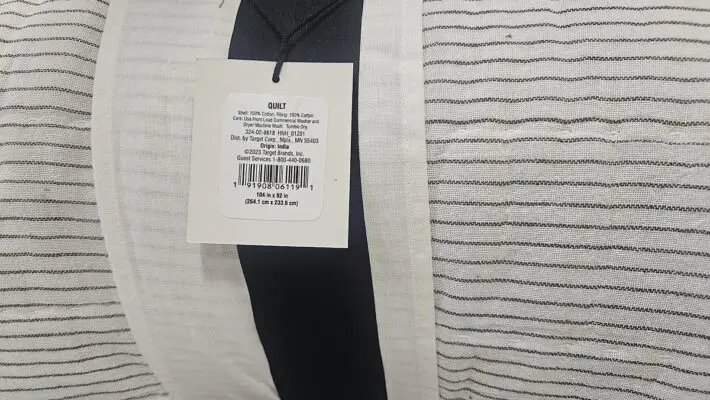 QUILT
Shell: 100% Cotton, Filling: 100% Cotton
Care: Use Front Load Commercial Washer and
Dryer Machine Wash. Tumble Dry.
324-02-8618 HNH_01Z01
Dist. by Target Corp., Mpls., MN 55403
Origin: India
©2023 Target Brands, Inc.
Guest Services 1-800-440-0680
1 91908 06119 1
104 in x 92 in
(264.1 cm x 233.6 cm)